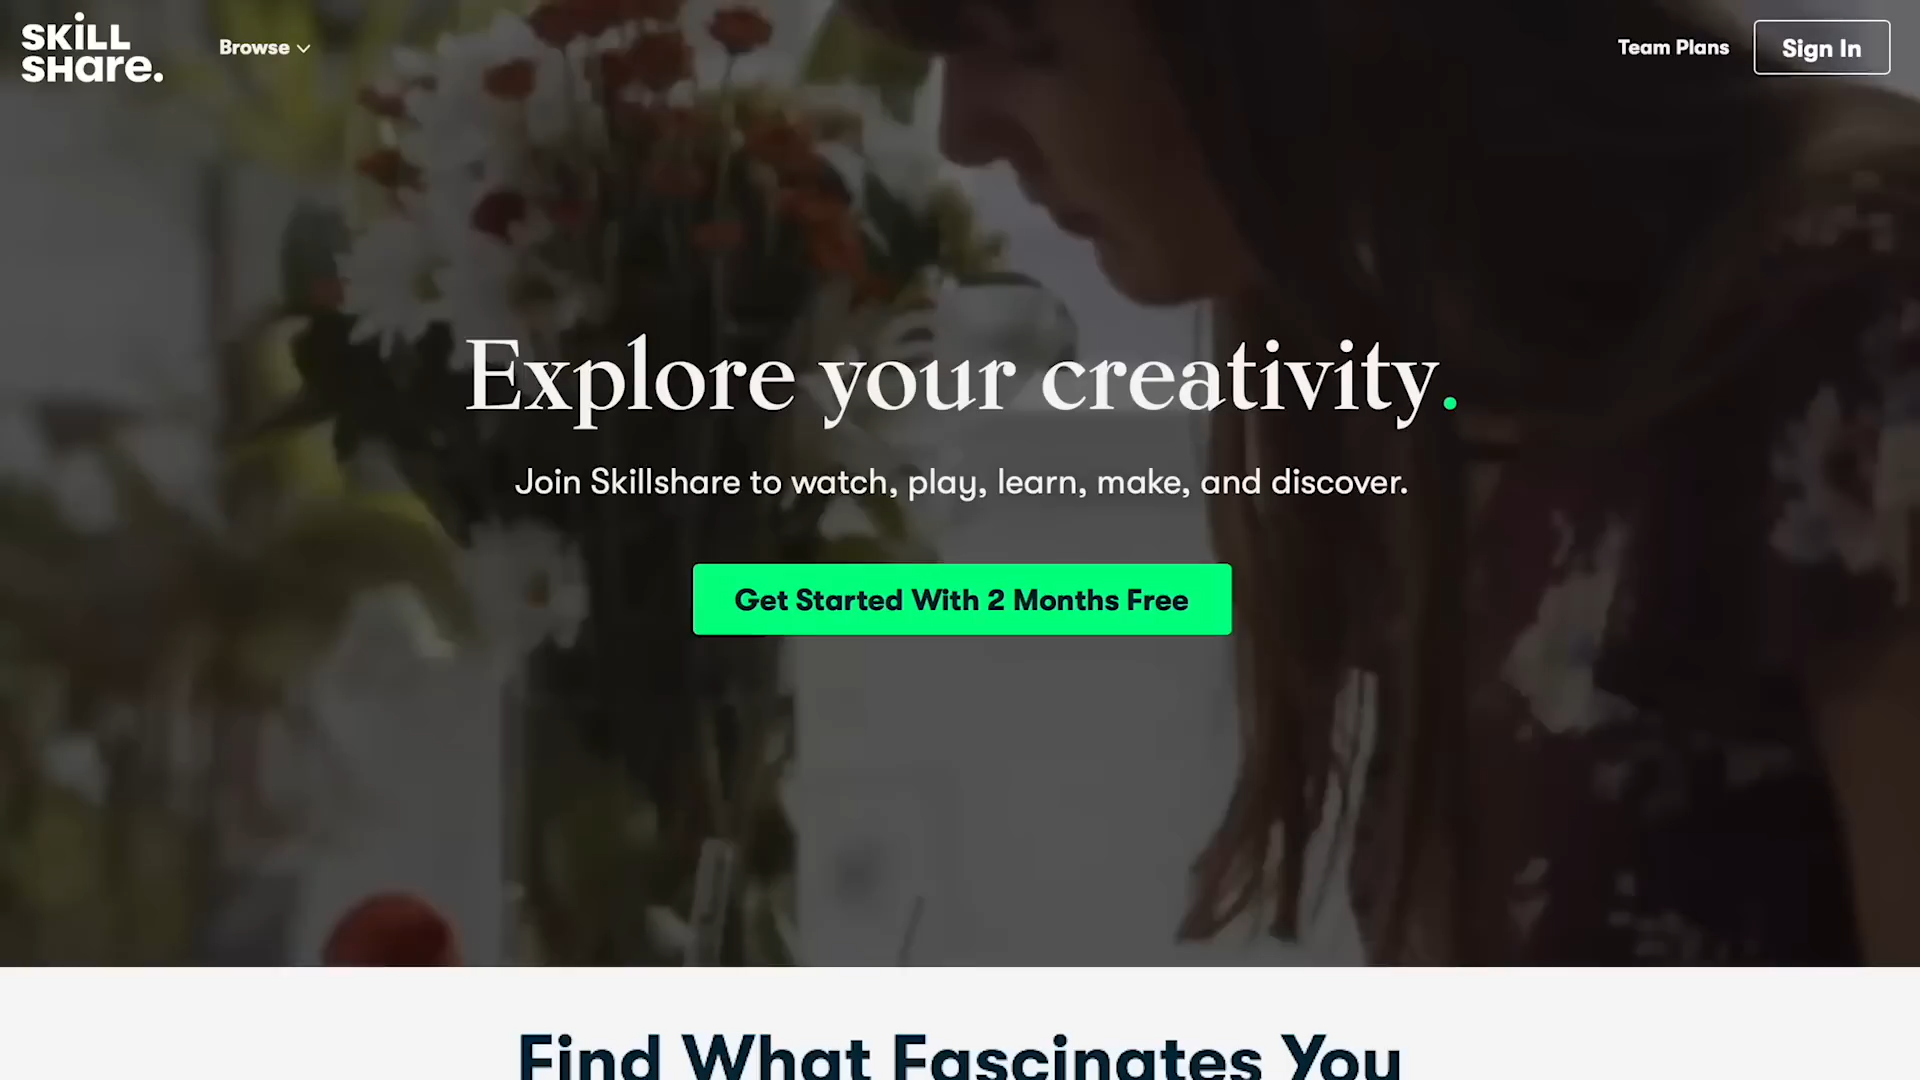 SKILL
SHare.
Browse
Team Plans
Sign In
Explore your creativity.
Join Skillshare to watch, play, learn, make, and discover.
Get Started With 2 Months Free
Find What Fascinates You